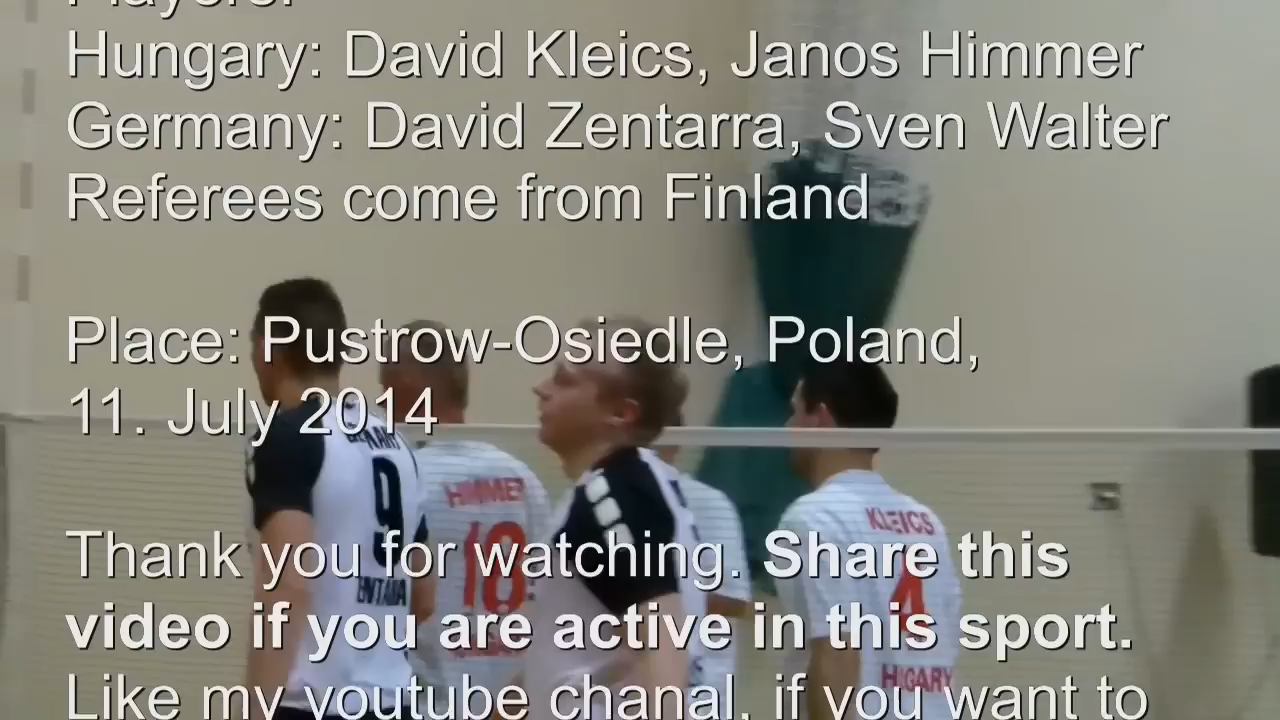 Players:
Hungary: David Kleics, Janos Himmer
Germany: David Zentarra, Sven Walter
Referees come from Finland
Place: Pustrow-Osiedle, Poland,
11. July 2014
9
HIMMER
18
KLEICS
4
Thank you for watching. Share this
video if you are active in this sport.
Like my youtube chanal, if you want to